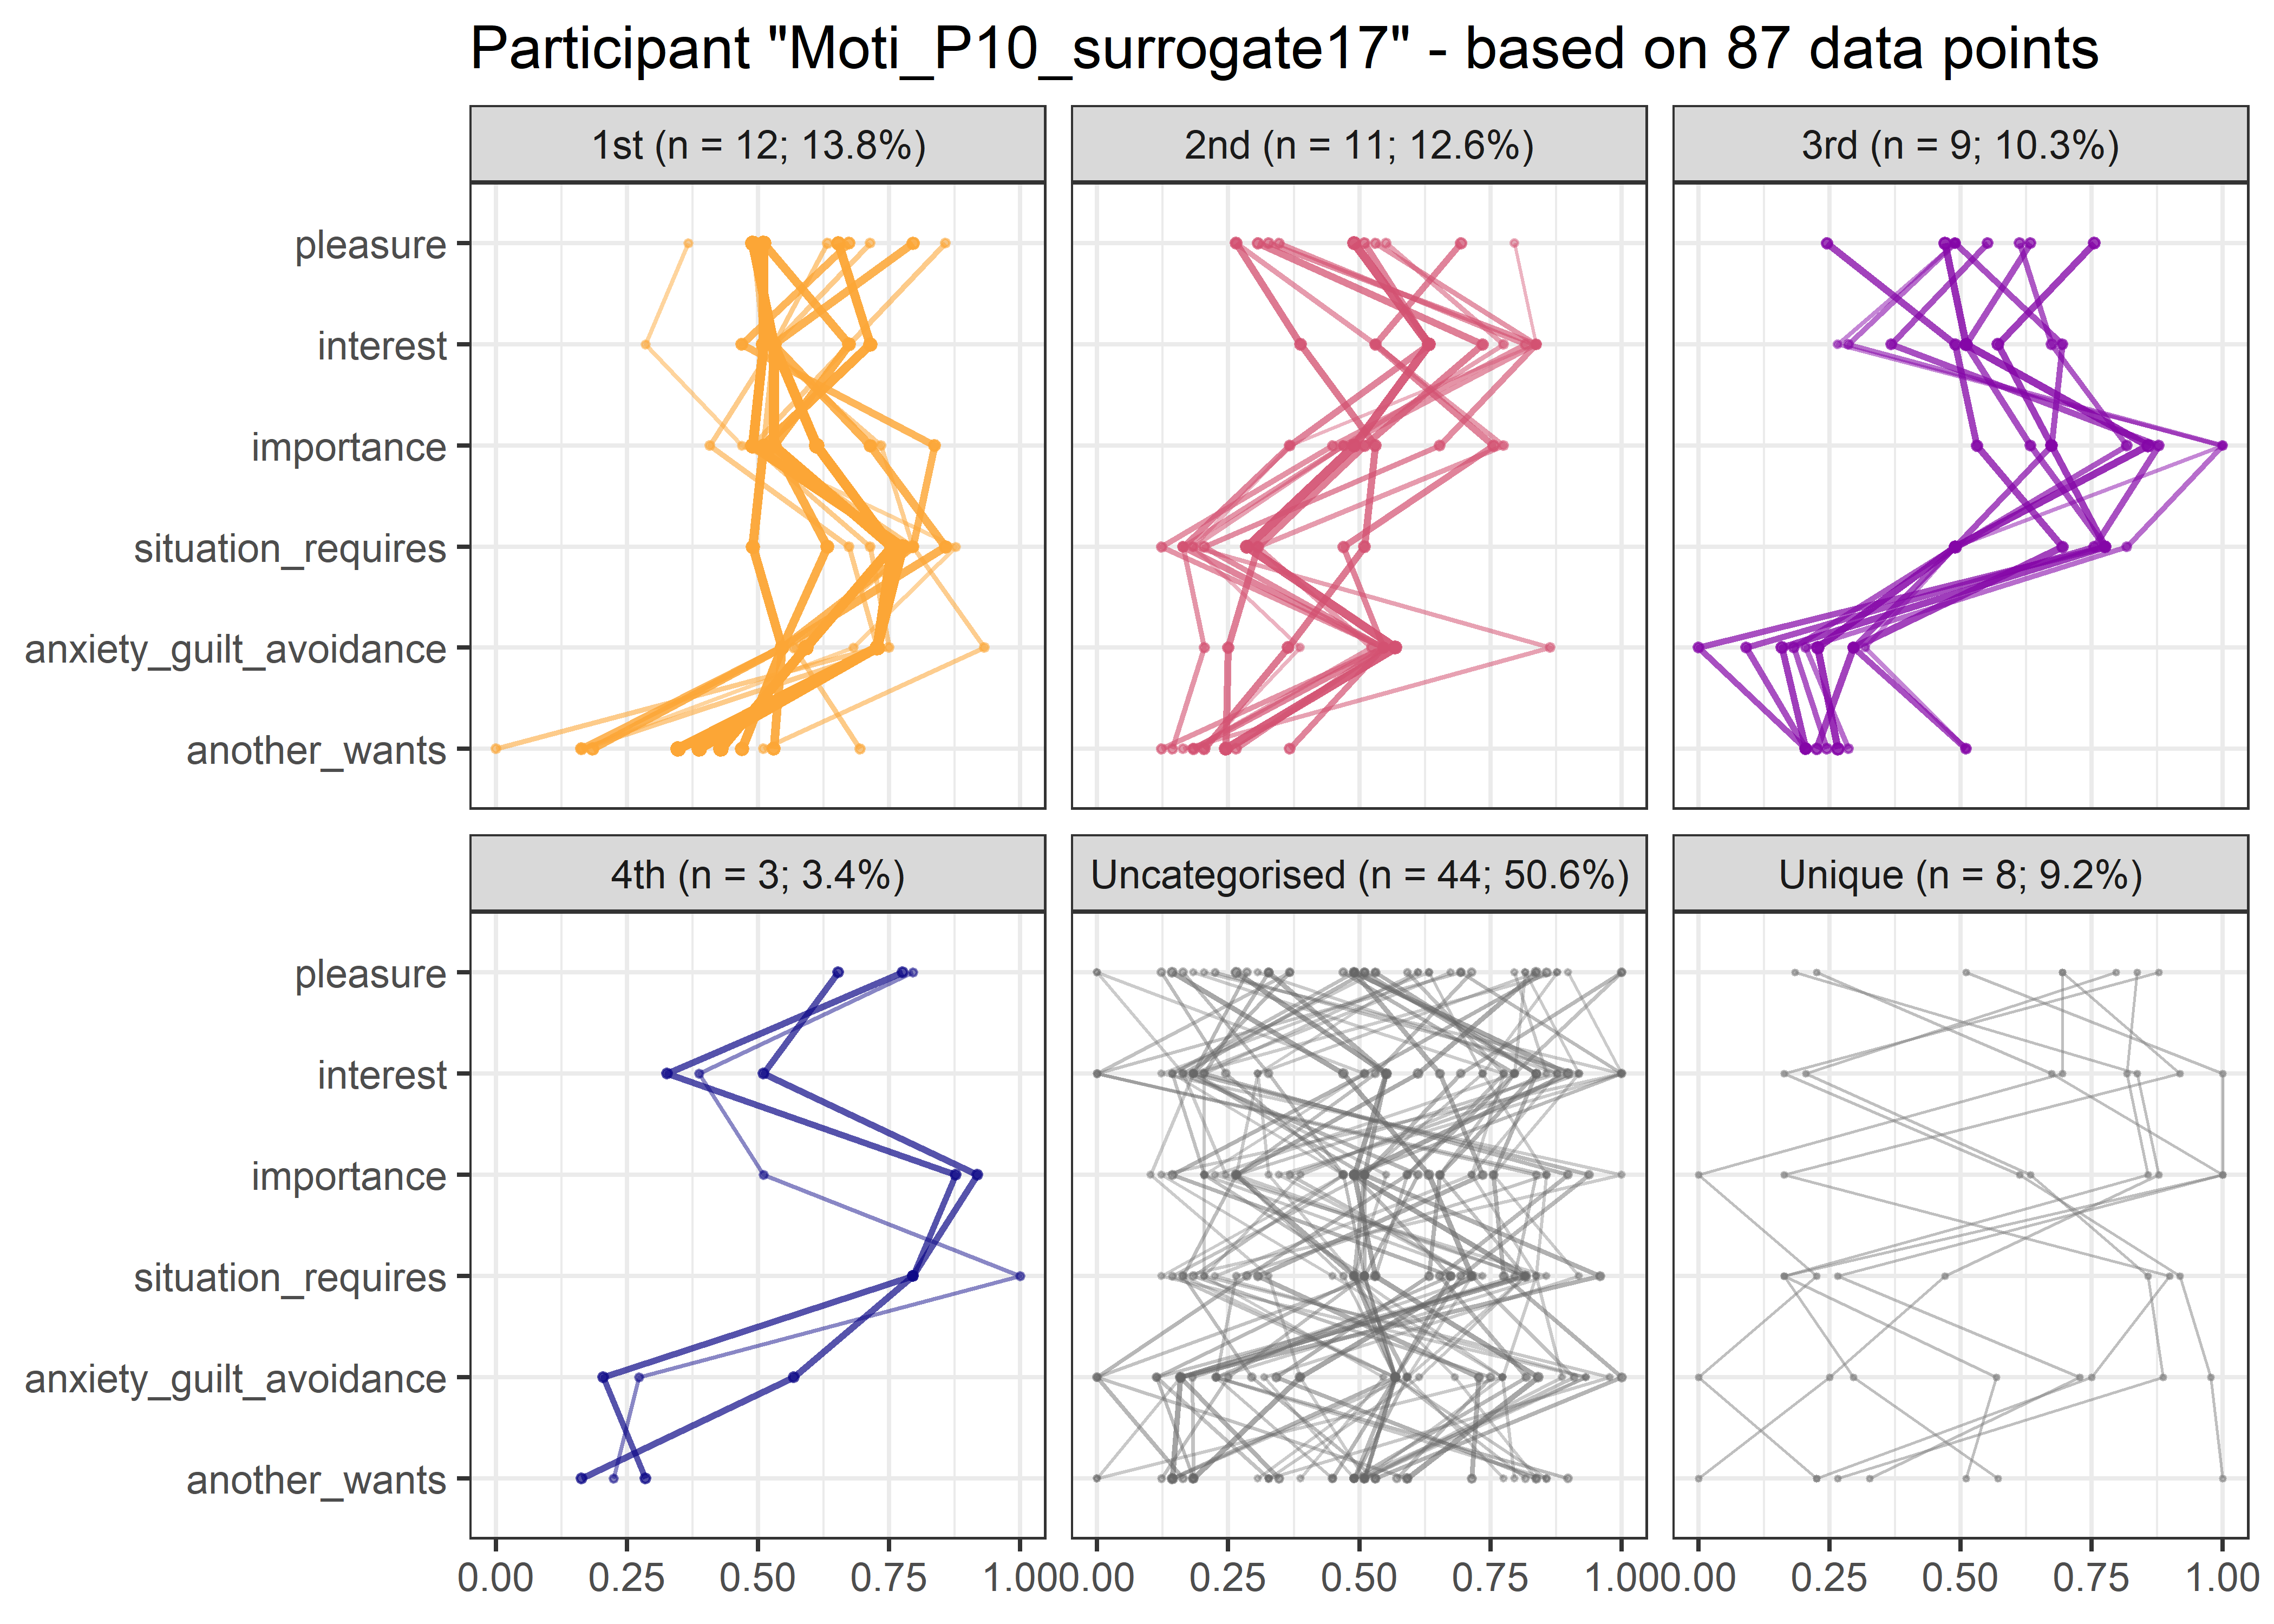 Participant "Moti_P10_surrogate17" - based on 87 data points
1st (n = 12; 13.8%)
2nd (n = 11; 12.6%)
3rd (n = 9; 10.3%)
pleasure
interest
importance
situation_requires
anxiety_guilt_avoidance
another_wants
4th (n = 3; 3.4%)
Uncategorised (n = 44; 50.6%)
Unique (n = 8; 9.2%)
pleasure
interest
importance
situation_requires
anxiety_guilt_avoidance
another_wants
0.00 0.25 0.50 0.75 1.00
0.00 0.25 0.50 0.75 1.00
0.00 0.25 0.50 0.75 1.00